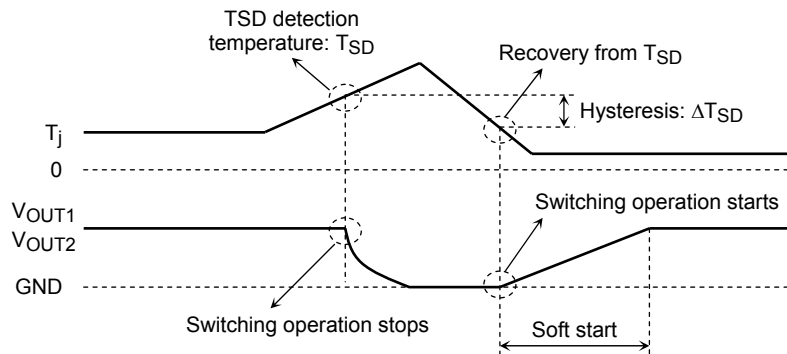 TSD detection
temperature: TSD
Recovery from TSD
Hysteresis: ΔTSD
Tj
0
VOUT1
VOUT2
Switching operation starts
GND
Switching operation stops
Soft start